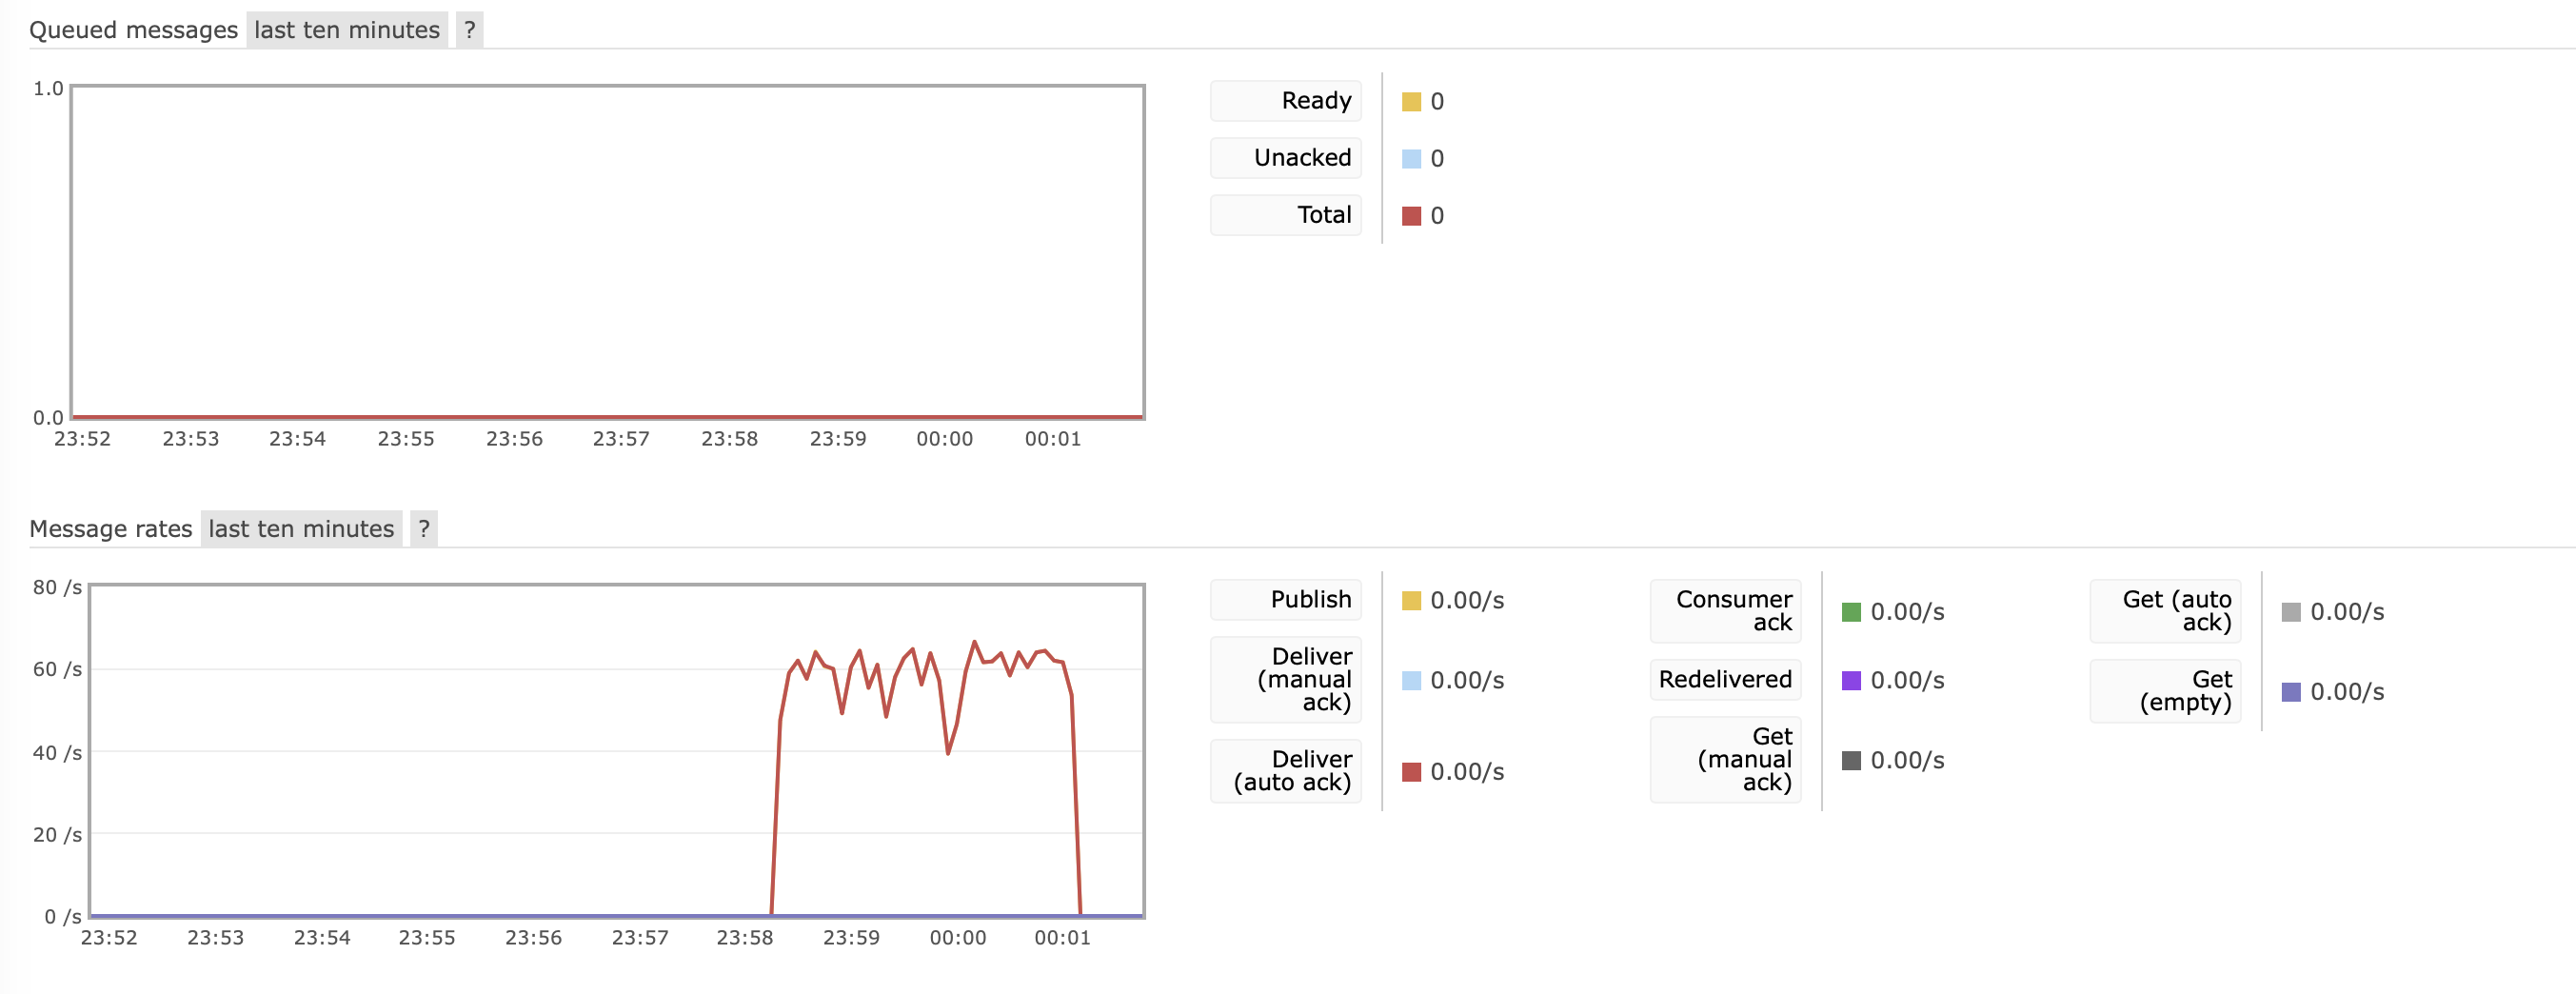 Queued messages last ten minutes ?
1.0
0.0
23:52 23:53 23:54 23:55 23:56 23:57 23:58 23:59 00:00 00:01
Ready 0
Unacked 0
Total 0
Message rates last ten minutes ?
80 /s
60 /s
40 /s
20 /s
0 /s
23:52 23:53 23:54 23:55 23:56 23:57 23:58 23:59 00:00 00:01
Publish 0.00/s
Deliver
(manual 0.00/s
ack)
Deliver
(auto ack) 0.00/s
Consumer
ack 0.00/s
Redelivered 0.00/s
Get
(manual 0.00/s
ack)
Get (auto
ack) 0.00/s
Get
(empty) 0.00/s